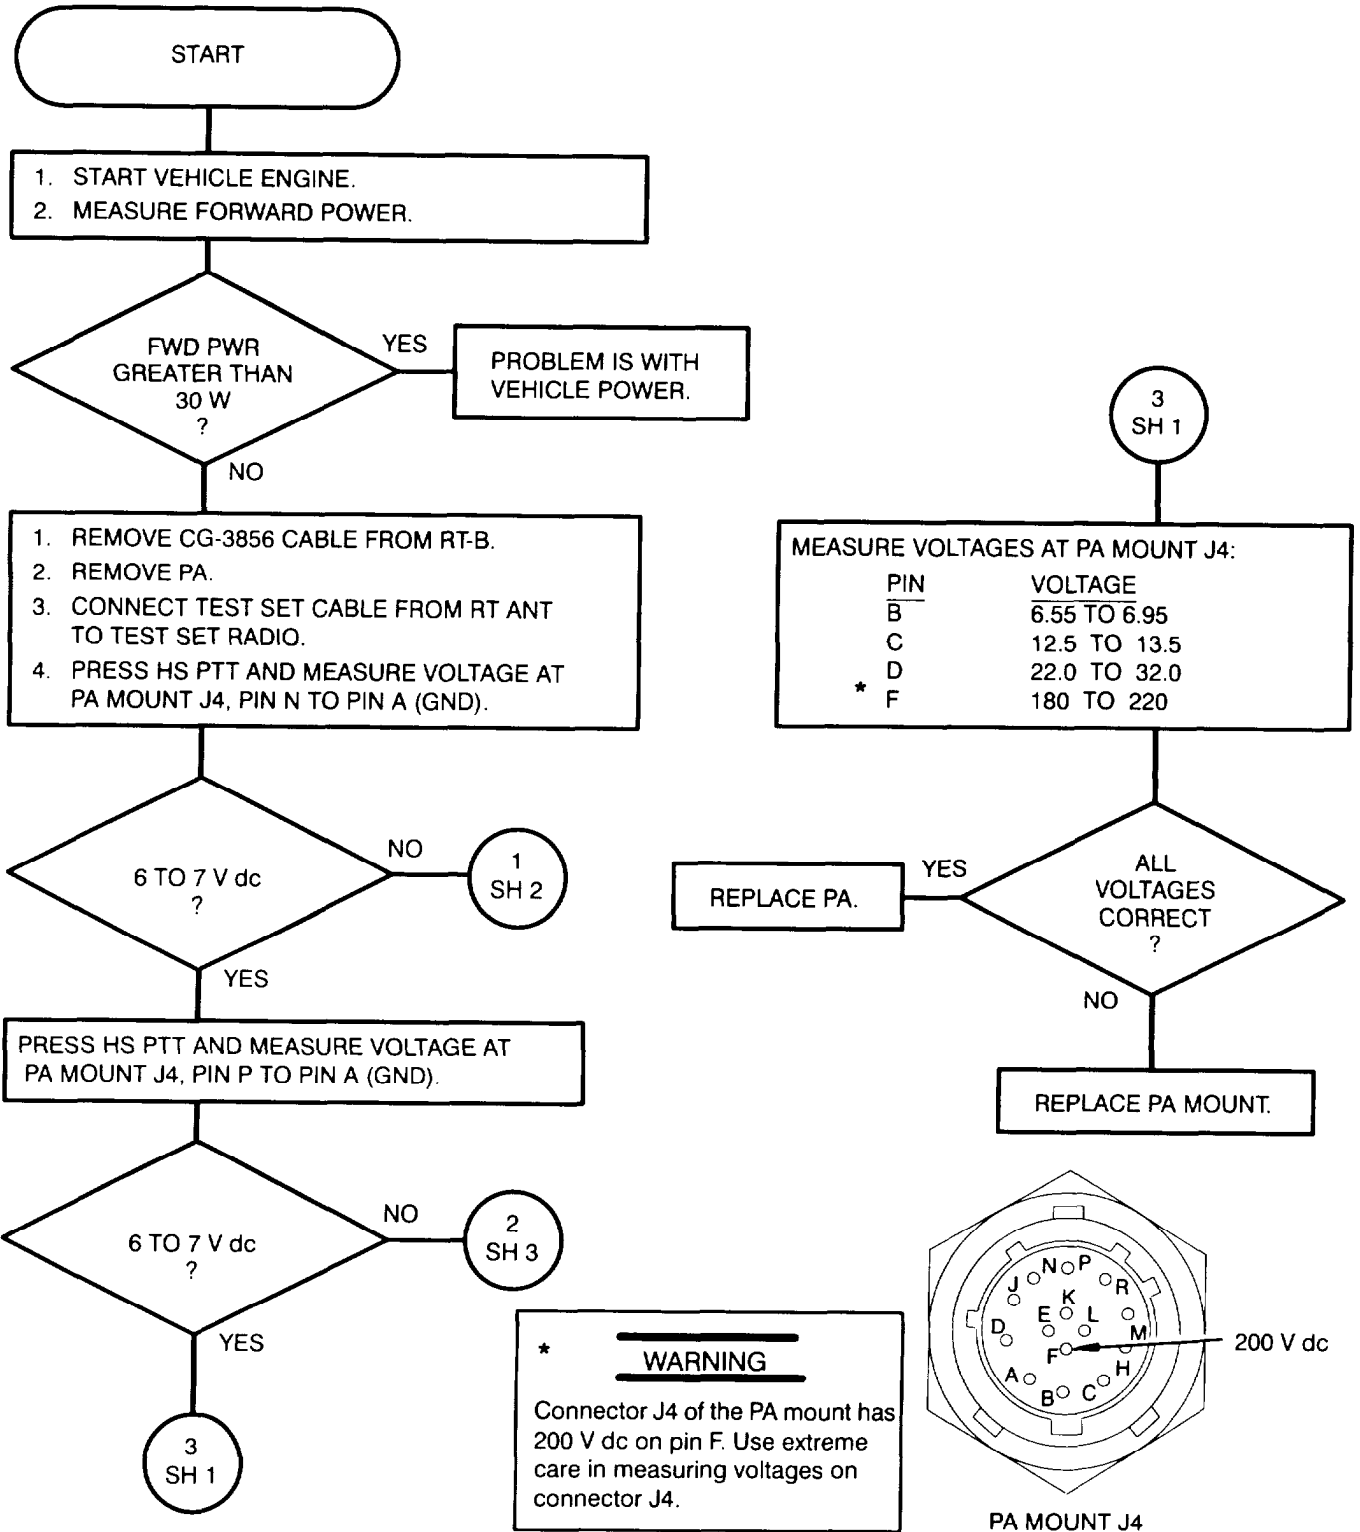 START
1. START VEHICLE ENGINE.
2. MEASURE FORWARD POWER.
FWD PWR
GREATER THAN
30 W
?
YES
PROBLEM IS WITH
VEHICLE POWER.
NO
1. REMOVE CG-3856 CABLE FROM RT-B.
2. REMOVE PA.
3. CONNECT TEST SET CABLE FROM RT ANT
TO TEST SET RADIO.
4. PRESS HS PTT AND MEASURE VOLTAGE AT
PA MOUNT J4, PIN N TO PIN A (GND).
6 TO 7 V dc
?
NO
1
SH 2
YES
PRESS HS PTT AND MEASURE VOLTAGE AT
PA MOUNT J4, PIN P TO PIN A (GND).
6 TO 7 V dc
?
NO
2
SH 3
YES
3
SH 1
3
SH 1
MEASURE VOLTAGES AT PA MOUNT J4:
PIN VOLTAGE
B 6.55 TO 6.95
C 12.5 TO 13.5
D 22.0 TO 32.0
* F 180 TO 220
ALL
VOLTAGES
CORRECT
?
YES
REPLACE PA.
NO
REPLACE PA MOUNT.
*
WARNING
Connector J4 of the PA mount has
200 V dc on pin F. Use extreme
care in measuring voltages on
connector J4.
N P
J R
K
E L
D M
F
200 V dc
A H
B C
PA MOUNT J4